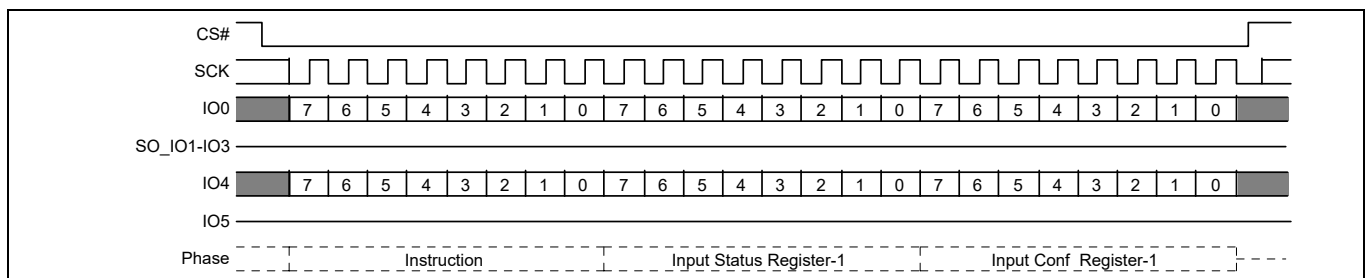 CS#
SCK
IO0 7 6 5 4 3 2 1 0 7 6 5 4 3 2 1 0 7 6 5 4 3 2 1 0
SO_IO1-IO3
IO4 7 6 5 4 3 2 1 0 7 6 5 4 3 2 1 0 7 6 5 4 3 2 1 0
IO5
Phase Instruction Input Status Register-1 Input Conf Register-1